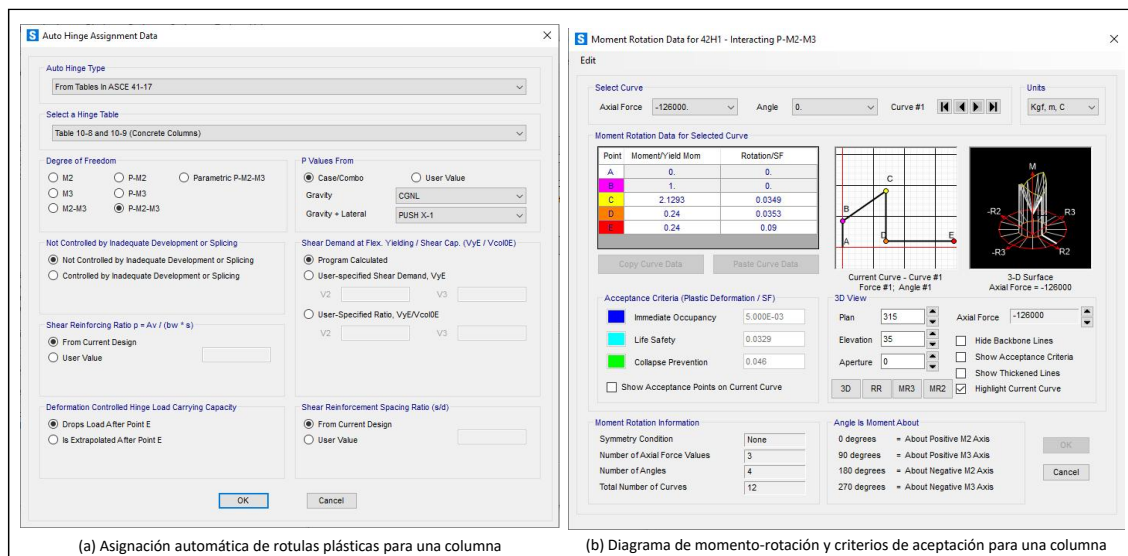 Auto Hinge Assignment Data
Auto Hinge Type
From Tables In ASCE 41-17
Select a Hinge Table
Table 10-8 and 10-9 (Concrete Columns)
Degree of Freedom
M2 P-M2 Parametric P-M2-M3
M3 P-M3
M2-M3 P-M2-M3
P Values From
Case/Combo User Value
Gravity CGNL
Gravity + Lateral PUSH X-1
Not Controlled by Inadequate Development or Splicing
Not Controlled by Inadequate Development or Splicing
Controlled by Inadequate Development or Splicing
Shear Demand at Flex. Yielding / Shear Cap. (VyE / VcolOE)
Program Calculated
User-specified Shear Demand, VyE
V2 V3
User-Specified Ratio, VyE/VcolOE
V2 V3
Shear Reinforcing Ratio p = Av / (bw * s)
From Current Design
User Value
Deformation Controlled Hinge Load Carrying Capacity
Drops Load After Point E
Is Extrapolated After Point E
Shear Reinforcement Spacing Ratio (s/d)
From Current Design
User Value
OK Cancel
(a) Asignación automática de rotulas plásticas para una columna
Moment Rotation Data for 42H1 - Interacting P-M2-M3
Edit
Select Curve
Axial Force -126000. Angle 0. Curve #1
Units
Kgf, m, C
Moment Rotation Data for Selected Curve
Point Moment/Yield Mom Rotation/SF
A 0. 0.
B 1. 0.
C 2.1293 0.0349
D 0.24 0.0353
E 0.24 0.09
Copy Curve Data Paste Curve Data
A B C D E
Current Curve - Curve #1
Force #1; Angle #1
M
-R2 R3
-R3 R2
3-D Surface
Axial Force = -126000
Acceptance Criteria (Plastic Deformation / SF)
Immediate Occupancy 5.000E-03
Life Safety 0.0329
Collapse Prevention 0.046
Show Acceptance Points on Current Curve
3D View
Plan 315 Axial Force -126000
Elevation 35
Aperture 0
Hide Backbone Lines
Show Acceptance Criteria
Show Thickened Lines
Highlight Current Curve
3D RR MR3 MR2
Moment Rotation Information
Symmetry Condition None
Number of Axial Force Values 3
Number of Angles 4
Total Number of Curves 12
Angle Is Moment About
0 degrees = About Positive M2 Axis
90 degrees = About Positive M3 Axis
180 degrees = About Negative M2 Axis
270 degrees = About Negative M3 Axis
OK
Cancel
(b) Diagrama de momento-rotación y criterios de aceptación para una columna